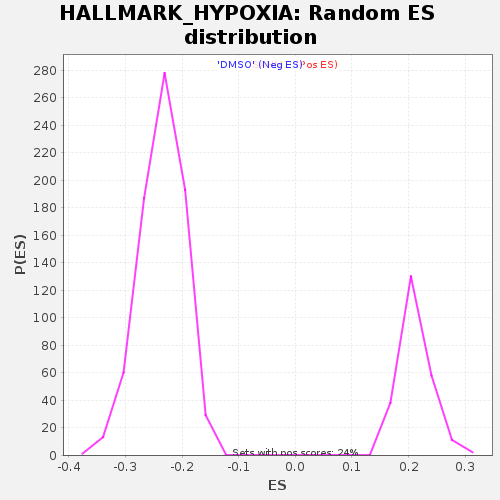 HALLMARK_HYPOXIA: Random ES
distribution
'DMSO' (Neg ES) Pos ES)
280
260
240
220
200
180
160
140
120
100
80
60
40
20
0
P(ES)
Sets with pos scores: 24%
-0.4 -0.3 -0.2 -0.1 0.0 0.1 0.2 0.3
ES